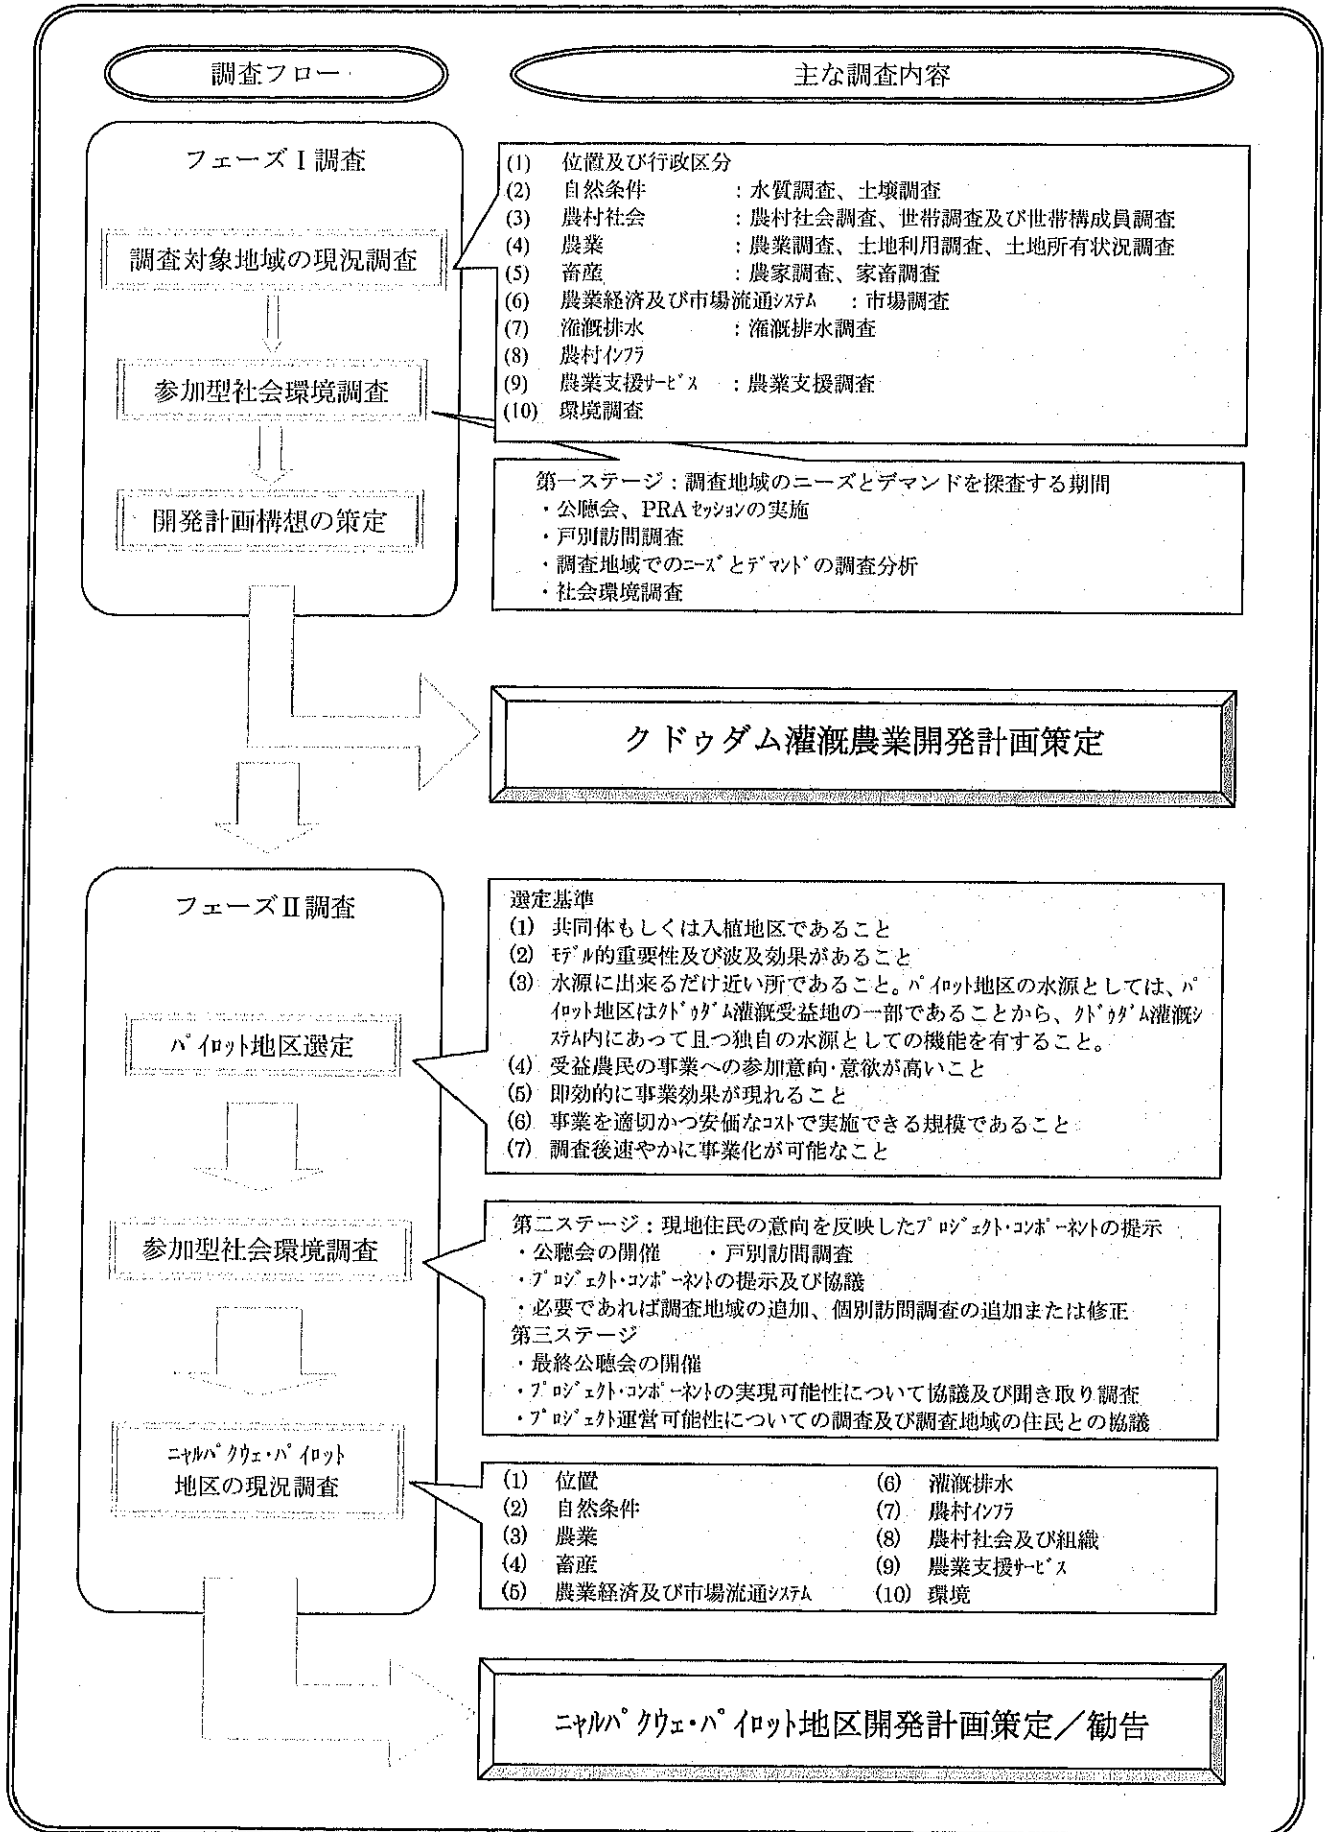 調査フロー
主な調査内容
フェーズⅠ調査
調査対象地域の現況調査
参加型社会環境調査
開発計画構想の策定
(1) 位置及び行政区分
(2) 自然条件 :水質調査、土壌調査
(3) 農村社会 :農村社会調査、世帯調査及び世帯構成員調査
(4) 農業 :農業調査、土地利用調査、土地所有状況調査
(5) 畜産 :農家調査、家畜調査
(6) 農業経済及び市場流通ｼｽﾃﾑ :市場調査
(7) 灌漑排水 :灌漑排水調査
(8) 農村ｲﾝﾌﾗ
(9) 農業支援ｻｰﾋﾞｽ :農業支援調査
(10) 環境調査
第一ステージ:調査地域のニーズとデマンドを探査する期間
・公聴会、PRAｾｯｼｮﾝの実施
・戸別訪問調査
・調査地域でのﾆｰｽﾞとﾃﾞﾏﾝﾄﾞの調査分析
・社会環境調査
クドゥダム灌漑農業開発計画策定
フェーズⅡ調査
ﾊﾟｲﾛｯﾄ地区選定
参加型社会環境調査
ﾆｬﾙﾊﾟｸｳｪ・ﾊﾟｲﾛｯﾄ
地区の現況調査
選定基準
(1) 共同体もしくは入植地区であること
(2) ﾓﾃﾞﾙ的重要性及び波及効果があること
(3) 水源に出来るだけ近い所であること。ﾊﾟｲﾛｯﾄ地区の水源としては、ﾊﾟ
ｲﾛｯﾄ地区はｸﾄﾞｩﾀﾞﾑ灌漑受益地の一部であることから、ｸﾄﾞｩﾀﾞﾑ灌漑ｼ
ｽﾃﾑ内にあって且つ独自の水源としての機能を有すること。
(4) 受益農民の事業への参加意向・意欲が高いこと
(5) 即効的に事業効果が現れること
(6) 事業を適切かつ安価なｺｽﾄで実施できる規模であること
(7) 調査後速やかに事業化が可能なこと
第二ステージ:現地住民の意向を反映したﾌﾟﾛｼﾞｪｸﾄ・ｺﾝﾎﾟｰﾈﾝﾄの提示
・公聴会の開催 ・戸別訪問調査
・ﾌﾟﾛｼﾞｪｸﾄ・ｺﾝﾎﾟｰﾈﾝﾄの提示及び協議
・必要であれば調査地域の追加、個別訪問調査の追加または修正
第三ステージ
・最終公聴会の開催
・ﾌﾟﾛｼﾞｪｸﾄ・ｺﾝﾎﾟｰﾈﾝﾄの実現可能性について協議及び聞き取り調査
・ﾌﾟﾛｼﾞｪｸﾄ運営可能性についての調査及び調査地域の住民との協議
(1) 位置
(2) 自然条件
(3) 農業
(4) 畜産
(5) 農業経済及び市場流通ｼｽﾃﾑ
(6) 灌漑排水
(7) 農村ｲﾝﾌﾗ
(8) 農村社会及び組織
(9) 農業支援ｻｰﾋﾞｽ
(10) 環境
ﾆｬﾙﾊﾟｸｳｪ・ﾊﾟｲﾛｯﾄ地区開発計画策定/勧告